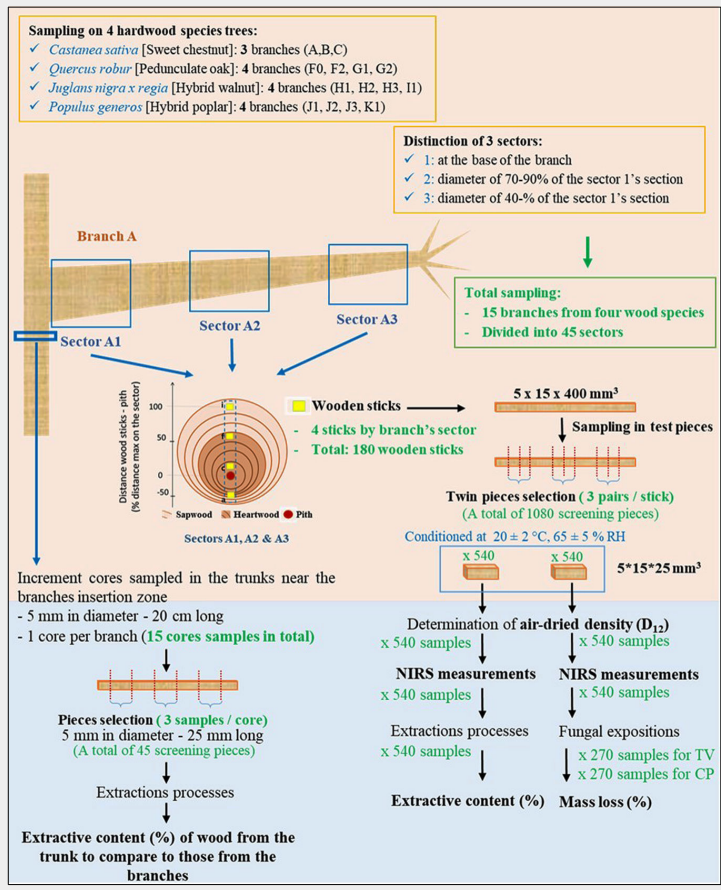 Sampling on 4 hardwood species trees:
✓ Castanea sativa [Sweet chestnut]: 3 branches (A,B,C)
✓ Quercus robur [Pedunculate oak]: 4 branches (F0, F2, G1, G2)
✓ Juglans nigra x regia [Hybrid walnut]: 4 branches (H1, H2, H3, I1)
✓ Populus generos [Hybrid poplar]: 4 branches (J1, J2, J3, K1)
Distinction of 3 sectors:
✓ 1: at the base of the branch
✓ 2: diameter of 70-90% of the sector 1's section
✓ 3: diameter of 40-% of the sector 1's section
Branch A
Sector A1
Sector A2
Sector A3
Total sampling:
- 15 branches from four wood species
- Divided into 45 sectors
Distance wood sticks - pith
(% distance max on the sector)
100
50
0
-50
Sapwood Heartwood Pith
Sectors A1, A2 & A3
Wooden sticks
- 4 sticks by branch's sector
- Total: 180 wooden sticks
5 x 15 x 400 mm³
Sampling in test pieces
Twin pieces selection ( 3 pairs / stick)
(A total of 1080 screening pieces)
Conditioned at 20 ± 2 °C, 65 ± 5 % RH
x 540 x 540
5*15*25 mm³
Determination of air-dried density (D12)
x 540 samples x 540 samples
NIRS measurements NIRS measurements
x 540 samples x 540 samples
Extractions processes Fungal expositions
x 540 samples
x 270 samples for TV
x 270 samples for CP
Extractive content (%) Mass loss (%)
Increment cores sampled in the trunks near the
branches insertion zone
- 5 mm in diameter - 20 cm long
- 1 core per branch (15 cores samples in total)
Pieces selection ( 3 samples / core)
5 mm in diameter - 25 mm long
(A total of 45 screening pieces)
Extractions processes
Extractive content (%) of wood from the
trunk to compare to those from the
branches